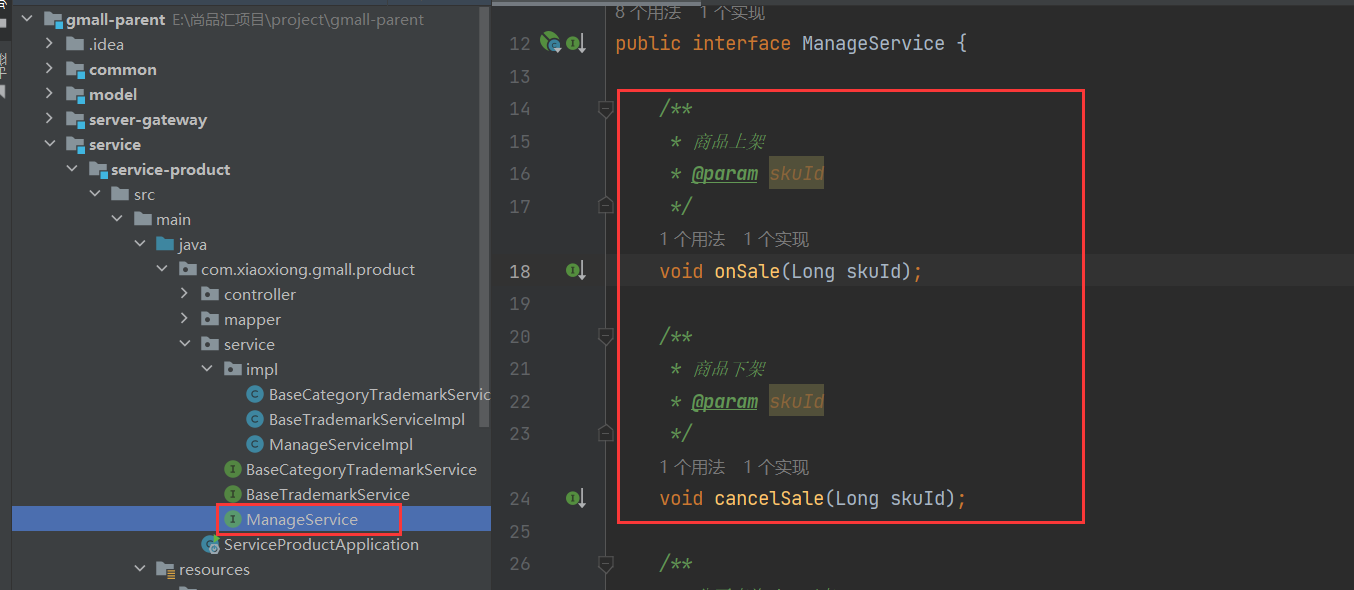 gmall-parent E:\尚品汇项目\project\gmall-parent
.idea
common
model
server-gateway
service
service-product
src
main
java
com.xiaoxiong.gmall.product
controller
mapper
service
impl
BaseCategoryTrademarkServic
BaseTrademarkServiceImpl
ManageServiceImpl
BaseCategoryTrademarkService
BaseTrademarkService
ManageService
ServiceProductApplication
resources
8 个用法 1 个实现
12 public interface ManageService {
13
14 /**
15 * 商品上架
16 * @param skuId
17 */
1 个用法 1 个实现
18 void onSale(Long skuId);
19
20 /**
21 * 商品下架
22 * @param skuId
23 */
1 个用法 1 个实现
24 void cancelSale(Long skuId);
25
26 /**